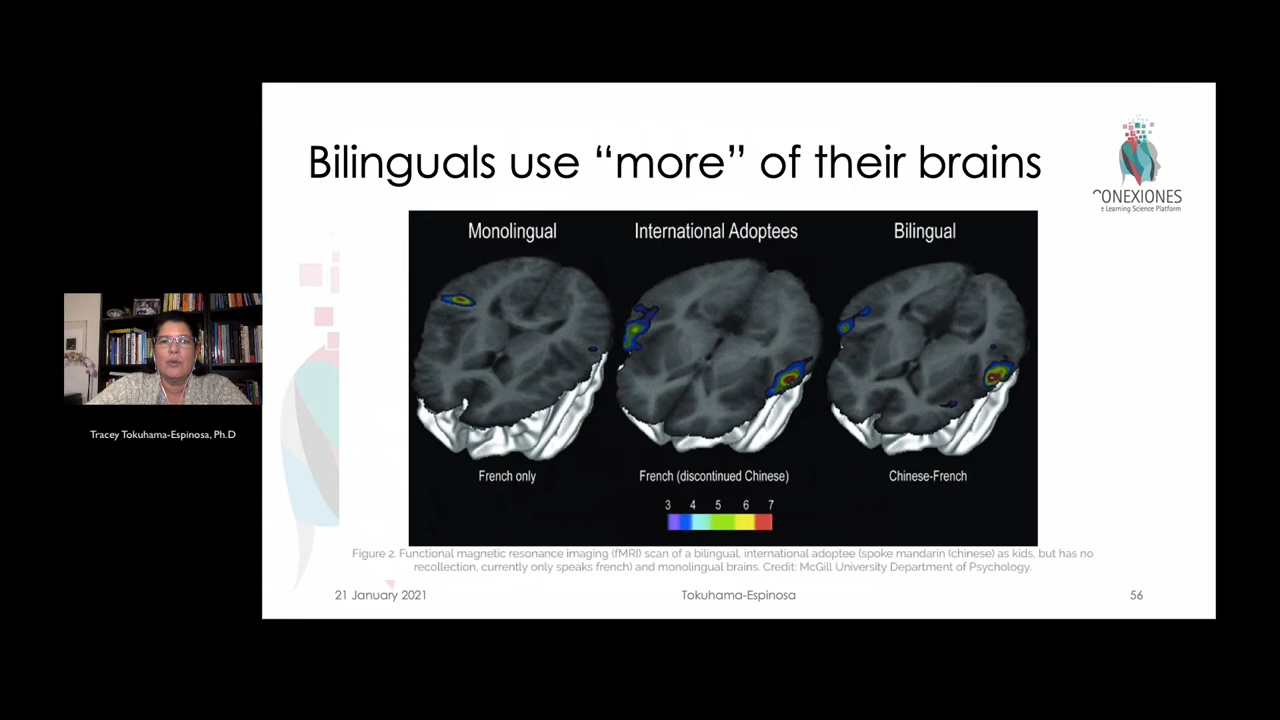 Bilinguals use “more” of their brains
CONEXIONES
e Learning Science Platform
Monolingual
International Adoptees
Bilingual
French only
French (discontinued Chinese)
Chinese-French
3 4 5 6 7
Figure 2. Functional magnetic resonance imaging (fMRI) scan of a bilingual, international adoptee (spoke mandarin (chinese) as kids, but has no
recollection, currently only speaks french) and monolingual brains. Credit: McGill University Department of Psychology.
21 January 2021
Tokuhama-Espinosa
56
Tracey Tokuhama-Espinosa, Ph.D